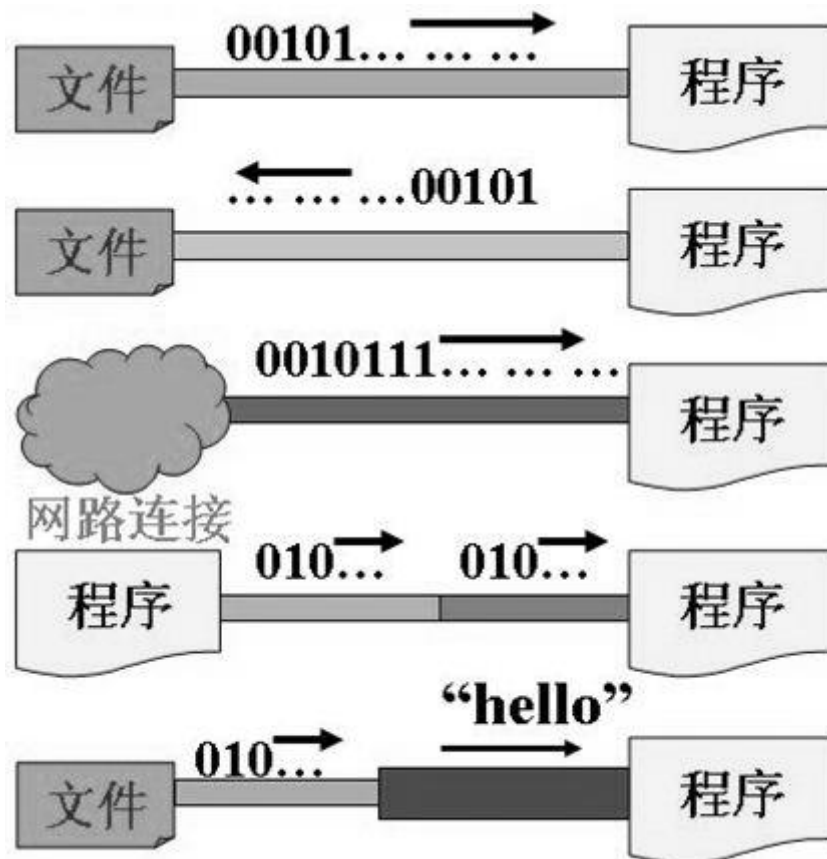 00101… … …
文件 程序
… … …00101
文件 程序
0010111… … …
程序
网路连接
010… 010…
程序 程序
“hello”
010…
文件 程序